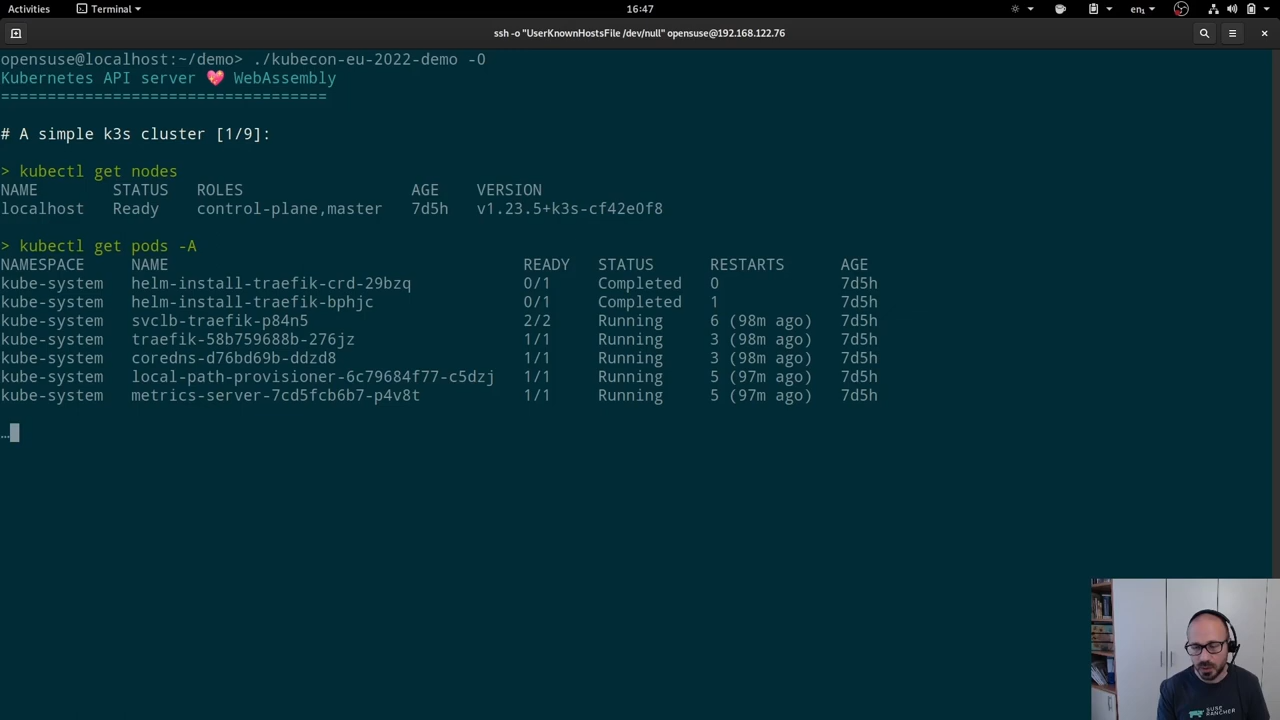 Activities Terminal 16:47 en₁
ssh -o "UserKnownHostsFile /dev/null" opensuse@192.168.122.76
opensuse@localhost:~/demo> ./kubecon-eu-2022-demo -0
Kubernetes API server 💖 WebAssembly
===================================
# A simple k3s cluster [1/9]:
> kubectl get nodes
NAME STATUS ROLES AGE VERSION
localhost Ready control-plane,master 7d5h v1.23.5+k3s-cf42e0f8
> kubectl get pods -A
NAMESPACE NAME READY STATUS RESTARTS AGE
kube-system helm-install-traefik-crd-29bzq 0/1 Completed 0 7d5h
kube-system helm-install-traefik-bphjc 0/1 Completed 1 7d5h
kube-system svclb-traefik-p84n5 2/2 Running 6 (98m ago) 7d5h
kube-system traefik-58b759688b-276jz 1/1 Running 3 (98m ago) 7d5h
kube-system coredns-d76bd69b-ddzd8 1/1 Running 3 (98m ago) 7d5h
kube-system local-path-provisioner-6c79684f77-c5dzj 1/1 Running 5 (97m ago) 7d5h
kube-system metrics-server-7cd5fcb6b7-p4v8t 1/1 Running 5 (97m ago) 7d5h
…
SUSE
RANCHER